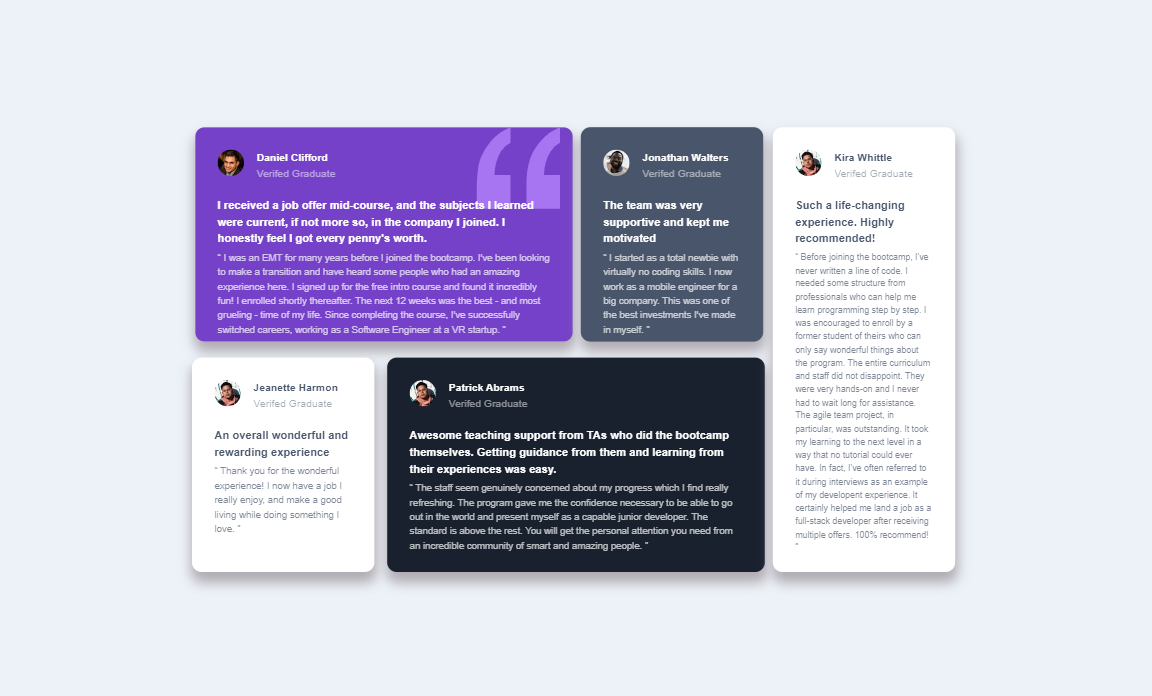 Daniel Clifford
Verifed Graduate
I received a job offer mid-course, and the subjects I learned
were current, if not more so, in the company I joined. I
honestly feel I got every penny's worth.
“ I was an EMT for many years before I joined the bootcamp. I've been looking
to make a transition and have heard some people who had an amazing
experience here. I signed up for the free intro course and found it incredibly
fun! I enrolled shortly thereafter. The next 12 weeks was the best - and most
grueling - time of my life. Since completing the course, I've successfully
switched careers, working as a Software Engineer at a VR startup. ”
Jonathan Walters
Verifed Graduate
The team was very
supportive and kept me
motivated
“ I started as a total newbie with
virtually no coding skills. I now
work as a mobile engineer for a
big company. This was one of
the best investments I've made
in myself. ”
Kira Whittle
Verifed Graduate
Such a life-changing
experience. Highly
recommended!
“ Before joining the bootcamp, I've
never written a line of code. I
needed some structure from
professionals who can help me
learn programming step by step. I
was encouraged to enroll by a
former student of theirs who can
only say wonderful things about
the program. The entire curriculum
and staff did not disappoint. They
were very hands-on and I never
had to wait long for assistance.
The agile team project, in
particular, was outstanding. It took
my learning to the next level in a
way that no tutorial could ever
have. In fact, I've often referred to
it during interviews as an example
of my developent experience. It
certainly helped me land a job as a
full-stack developer after receiving
multiple offers. 100% recommend!
”
Jeanette Harmon
Verifed Graduate
An overall wonderful and
rewarding experience
“ Thank you for the wonderful
experience! I now have a job I
really enjoy, and make a good
living while doing something I
love. ”
Patrick Abrams
Verifed Graduate
Awesome teaching support from TAs who did the bootcamp
themselves. Getting guidance from them and learning from
their experiences was easy.
“ The staff seem genuinely concerned about my progress which I find really
refreshing. The program gave me the confidence necessary to be able to go
out in the world and present myself as a capable junior developer. The
standard is above the rest. You will get the personal attention you need from
an incredible community of smart and amazing people. ”